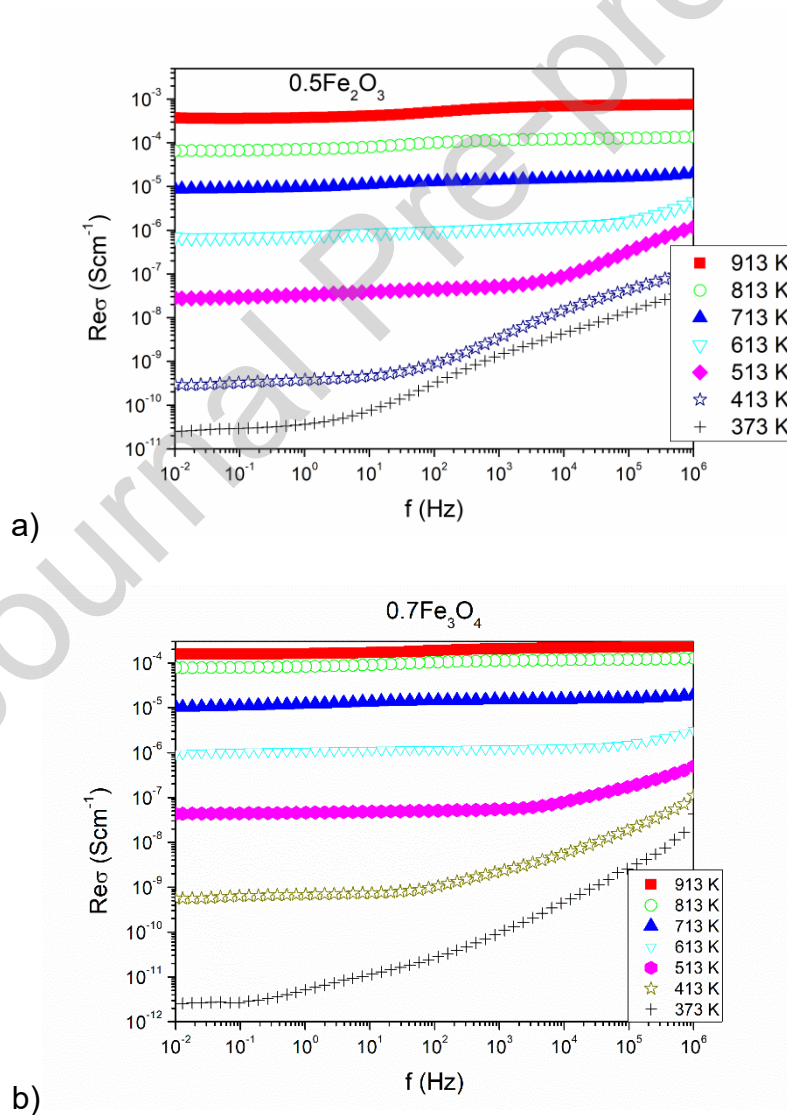 Journal Pre-pro
0.5Fe₂O₃
10⁻³
10⁻⁴
10⁻⁵
10⁻⁶
10⁻⁷
10⁻⁸
10⁻⁹
10⁻¹⁰
10⁻¹¹
Reσ (Scm⁻¹)
913 K
813 K
713 K
613 K
513 K
413 K
373 K
10⁻² 10⁻¹ 10⁰ 10¹ 10² 10³ 10⁴ 10⁵ 10⁶
f (Hz)
a)
0.7Fe₃O₄
10⁻⁴
10⁻⁵
10⁻⁶
10⁻⁷
10⁻⁸
10⁻⁹
10⁻¹⁰
10⁻¹¹
10⁻¹²
Reσ (Scm⁻¹)
913 K
813 K
713 K
613 K
513 K
413 K
373 K
10⁻² 10⁻¹ 10⁰ 10¹ 10² 10³ 10⁴ 10⁵ 10⁶
f (Hz)
b)